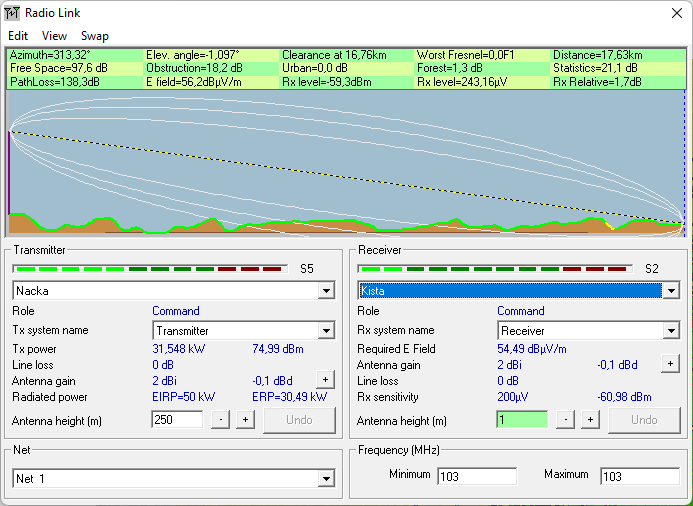 Radio Link
Edit View Swap
Azimuth=313,32° Elev. angle=-1,097° Clearance at 16,76km Worst Fresnel=0,0F1 Distance=17,63km
Free Space=97,6 dB Obstruction=18,2 dB Urban=0,0 dB Forest=1,3 dB Statistics=21,1 dB
PathLoss=138,3dB E field=56,2dBµV/m Rx level=-59,3dBm Rx level=243,16µV Rx Relative=1,7dB
Transmitter
S5
Nacka
Role Command
Tx system name Transmitter
Tx power 31,548 kW 74,99 dBm
Line loss 0 dB
Antenna gain 2 dBi -0,1 dBd +
Radiated power EIRP=50 kW ERP=30,49 kW
Antenna height (m) 250 - + Undo
Receiver
S2
Kista
Role Command
Rx system name Receiver
Required E Field 54,49 dBµV/m
Antenna gain 2 dBi -0,1 dBd +
Line loss 0 dB
Rx sensitivity 200µV -60,98 dBm
Antenna height (m) 1 - + Undo
Net
Net 1
Frequency (MHz)
Minimum 103 Maximum 103